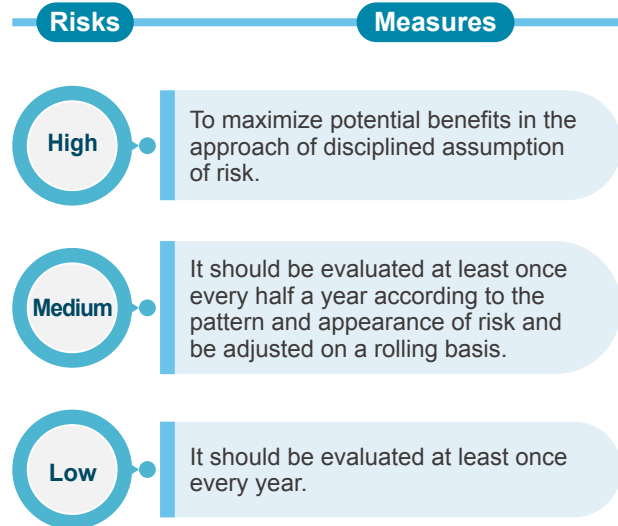 Risks Measures
High
To maximize potential benefits in the
approach of disciplined assumption
of risk.
Medium
It should be evaluated at least once
every half a year according to the
pattern and appearance of risk and
be adjusted on a rolling basis.
Low
It should be evaluated at least once
every year.